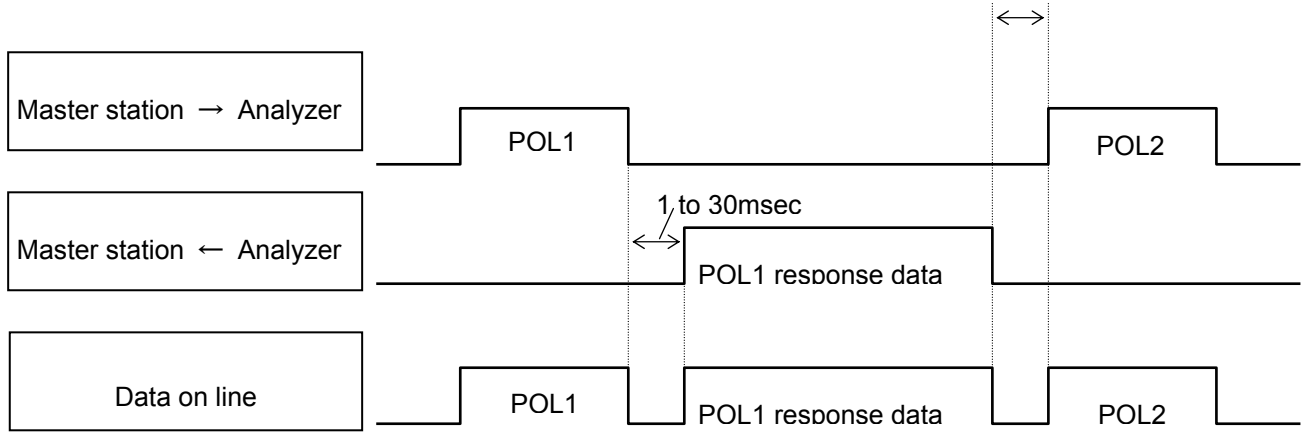 Master station → Analyzer
POL1
POL2
1 to 30msec
Master station ← Analyzer
POL1 response data
Data on line
POL1
POL1 response data
POL2